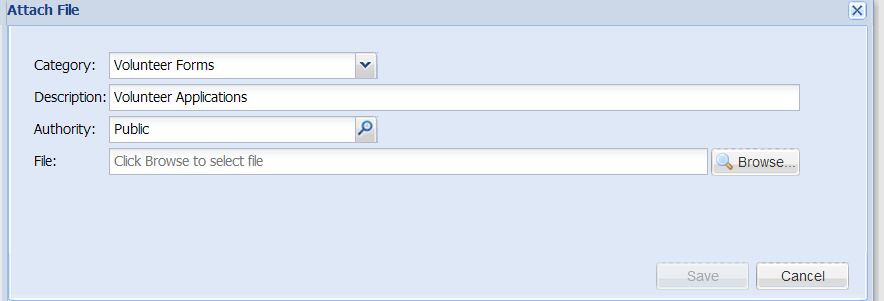 Attach File
Category: Volunteer Forms
Description: Volunteer Applications
Authority: Public
File: Click Browse to select file Browse...
Save Cancel